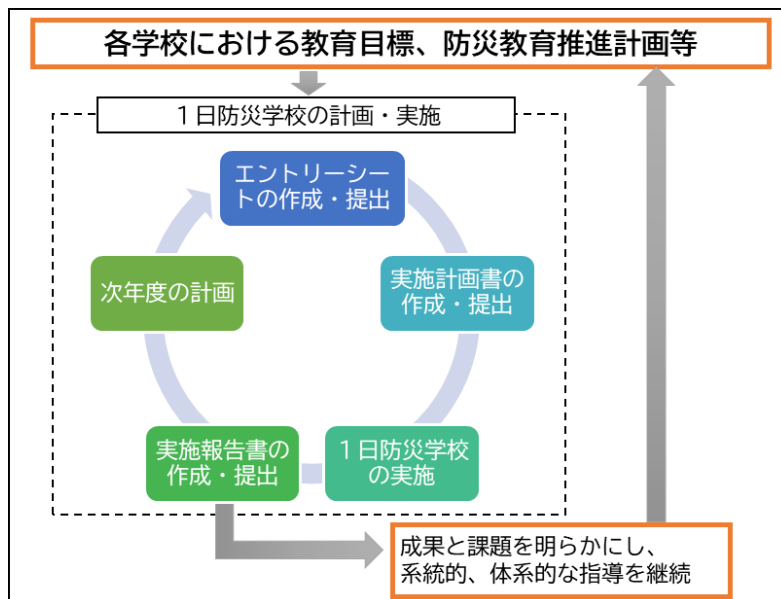 各学校における教育目標、防災教育推進計画等
１日防災学校の計画・実施
エントリーシー
トの作成・提出
実施計画書の
作成・提出
１日防災学校
の実施
実施報告書の
作成・提出
次年度の計画
成果と課題を明らかにし、
系統的、体系的な指導を継続